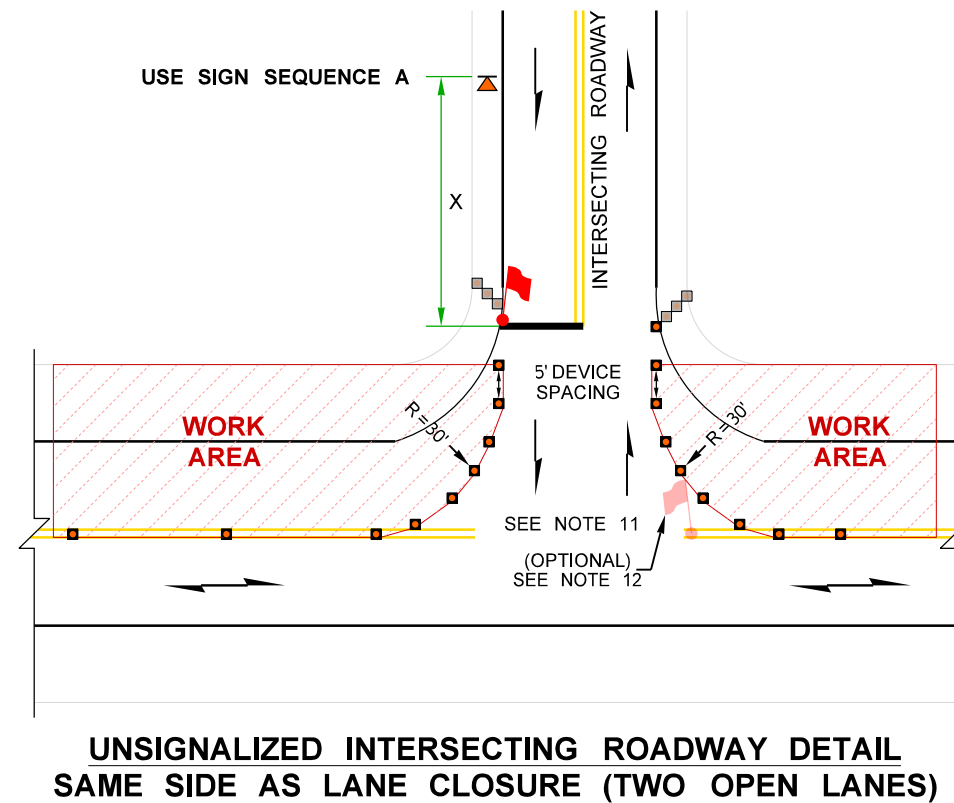 USE SIGN SEQUENCE A
INTERSECTING ROADWAY
X
5' DEVICE
SPACING
R=30'
R=30'
WORK
AREA
WORK
AREA
SEE NOTE 11
(OPTIONAL)
SEE NOTE 12
UNSIGNALIZED INTERSECTING ROADWAY DETAIL
SAME SIDE AS LANE CLOSURE (TWO OPEN LANES)